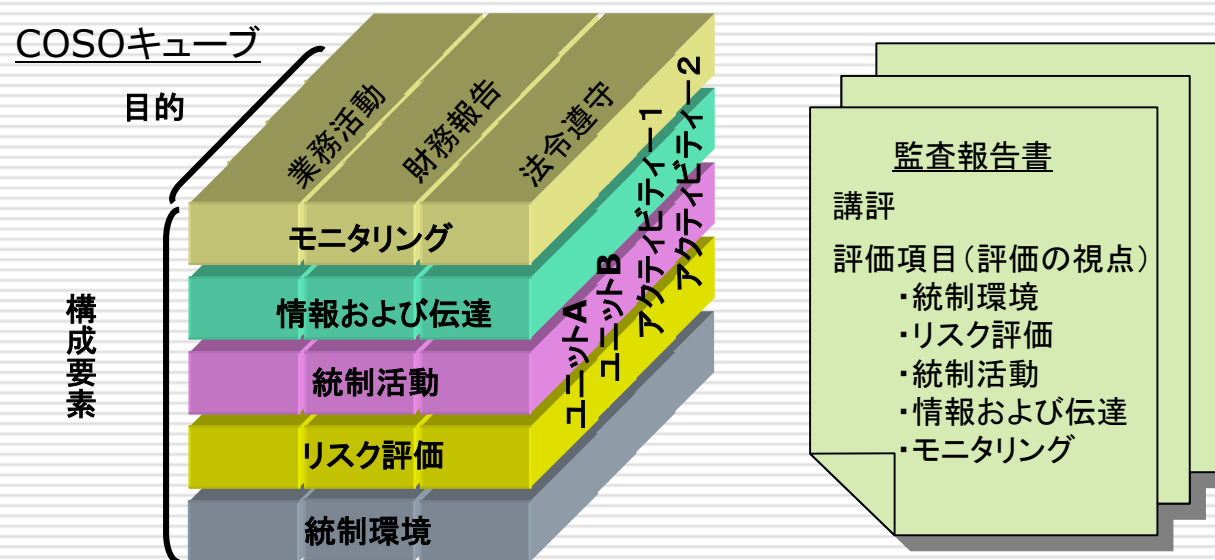 COSOキューブ
目的
業務活動
財務報告
法令遵守
構成要素
モニタリング
情報および伝達
統制活動
リスク評価
統制環境
ユニットA
ユニットB
アクティビティー1
アクティビティー2
監査報告書
講評
評価項目(評価の視点)
・統制環境
・リスク評価
・統制活動
・情報および伝達
・モニタリング